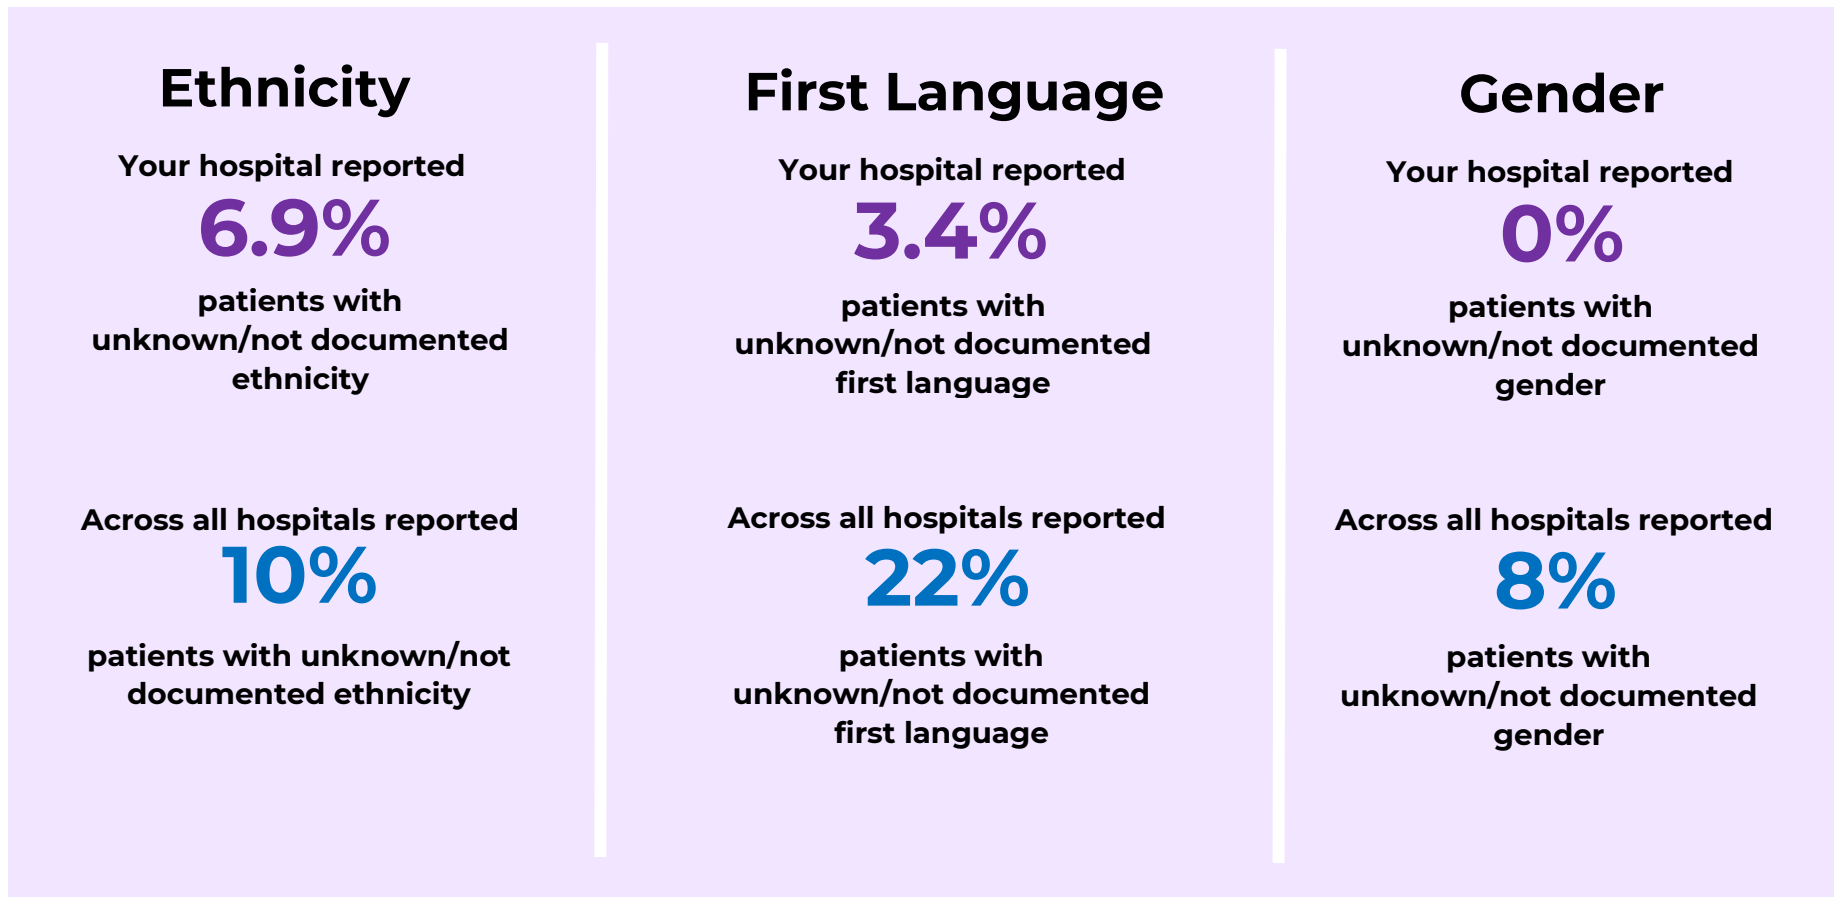 Ethnicity
Your hospital reported
6.9%
patients with
unknown/not documented
ethnicity
Across all hospitals reported
10%
patients with unknown/not
documented ethnicity
First Language
Your hospital reported
3.4%
patients with
unknown/not documented
first language
Across all hospitals reported
22%
patients with
unknown/not documented
first language
Gender
Your hospital reported
0%
patients with
unknown/not documented
gender
Across all hospitals reported
8%
patients with
unknown/not documented
gender